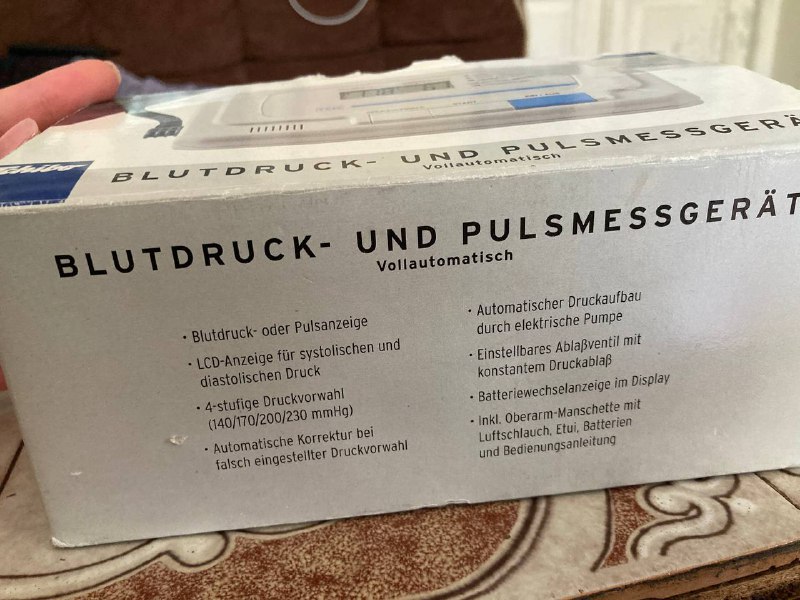 BLUTDRUCK- UND PULSMESSGERÄ
Vollautomatisch
BLUTDRUCK- UND PULSMESSGERÄT
Vollautomatisch
· Blutdruck- oder Pulsanzeige
· LCD-Anzeige für systolischen und
diastolischen Druck
· 4-stufige Druckvorwahl
(140/170/200/230 mmHg)
· Automatische Korrektur bei
falsch eingestellter Druckvorwahl
· Automatischer Druckaufbau
durch elektrische Pumpe
· Einstellbares Ablaßventil mit
konstantem Druckablaß
· Batteriewechselanzeige im Display
· Inkl. Oberarm-Manschette mit
Luftschlauch, Etui, Batterien
und Bedienungsanleitung